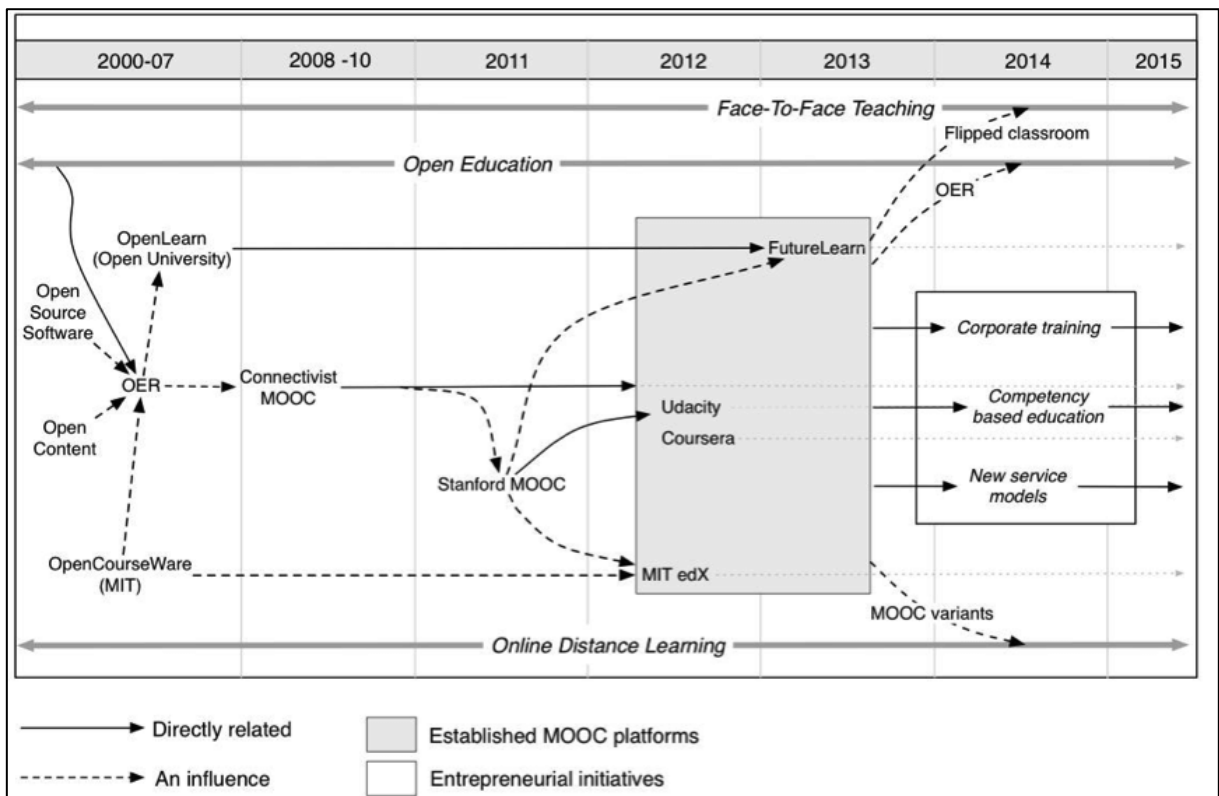 2000-07
2008 -10
2011
2012
2013
2014
2015
Face-To-Face Teaching
Flipped classroom
Open Education
OER
OpenLearn
(Open University)
FutureLearn
Open
Source
Software
Corporate training
OER
Connectivist
MOOC
Udacity
Competency
based education
Open
Content
Coursera
Stanford MOOC
New service
models
OpenCourseWare
(MIT)
MIT edX
MOOC variants
Online Distance Learning
Directly related
Established MOOC platforms
An influence
Entrepreneurial initiatives